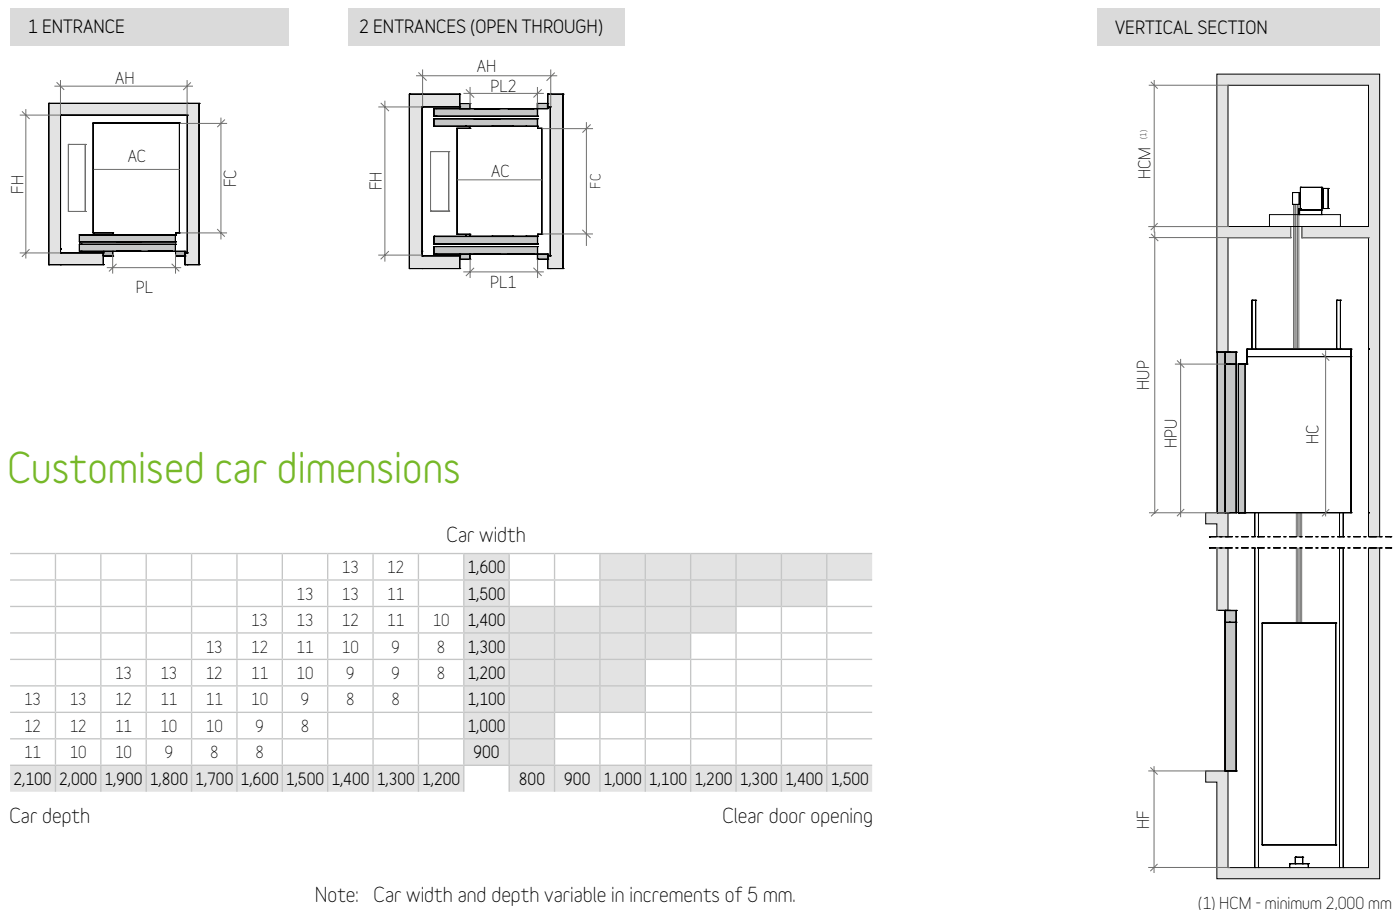 1 ENTRANCE
2 ENTRANCES (OPEN THROUGH)
VERTICAL SECTION
AH
FH
AC
FC
PL
AH
PL2
FH
AC
FC
PL1
HCM (1)
HUP
HPU
HC
HF
(1) HCM - minimum 2,000 mm
Customised car dimensions
Car width
13 12 1,600
13 13 11 1,500
13 13 12 11 10 1,400
13 12 11 10 9 8 1,300
13 13 12 11 10 9 9 8 1,200
13 13 12 11 11 10 9 8 8 1,100
12 12 11 10 10 9 8 1,000
11 10 10 9 8 8 900
2,100 2,000 1,900 1,800 1,700 1,600 1,500 1,400 1,300 1,200 800 900 1,000 1,100 1,200 1,300 1,400 1,500
Car depth
Clear door opening
Note: Car width and depth variable in increments of 5 mm.